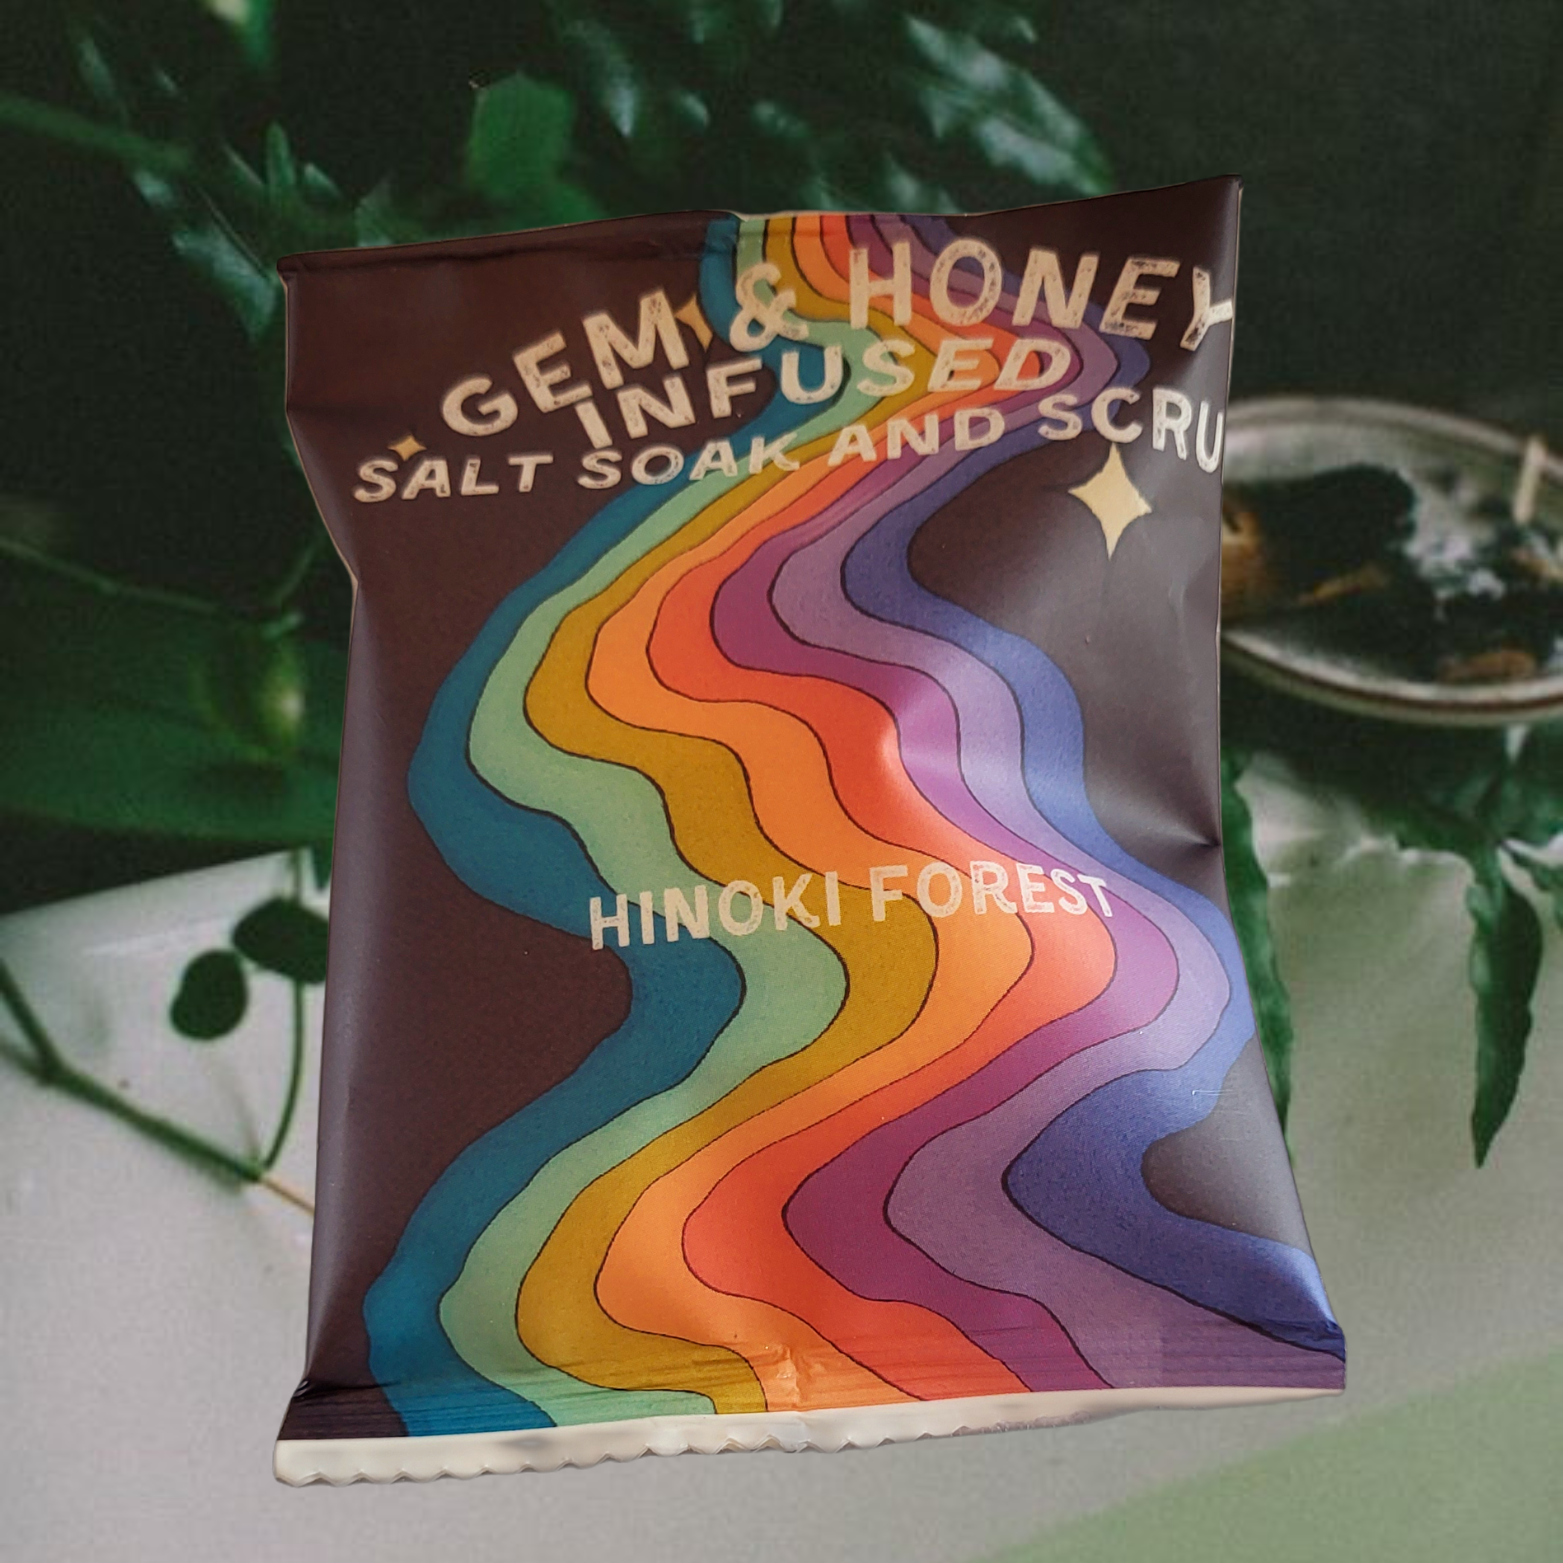 GEM & HONEY
INFUSED
SALT SOAK AND SCRU
HINOKI FOREST